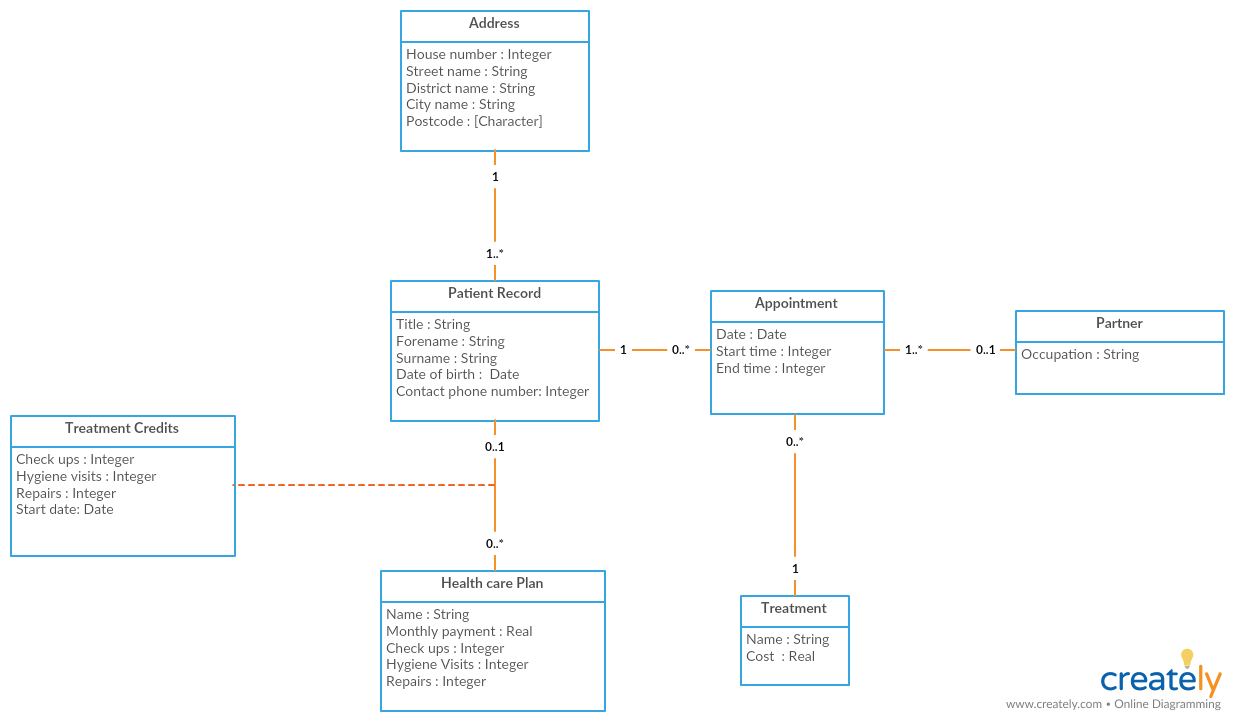 Address
House number : Integer
Street name : String
District name : String
City name : String
Postcode : [Character]
1
1..*
Patient Record
Title : String
Forename : String
Surname : String
Date of birth :  Date
Contact phone number: Integer
1
0..*
Appointment
Date : Date
Start time : Integer
End time : Integer
1..*
0..1
Partner
Occupation : String
Treatment Credits
Check ups : Integer
Hygiene visits : Integer
Repairs : Integer
Start date: Date
0..1
0..*
Health care Plan
Name : String
Monthly payment : Real
Check ups : Integer
Hygiene Visits : Integer
Repairs : Integer
0..*
1
Treatment
Name : String
Cost  : Real
creately
www.creately.com • Online Diagramming